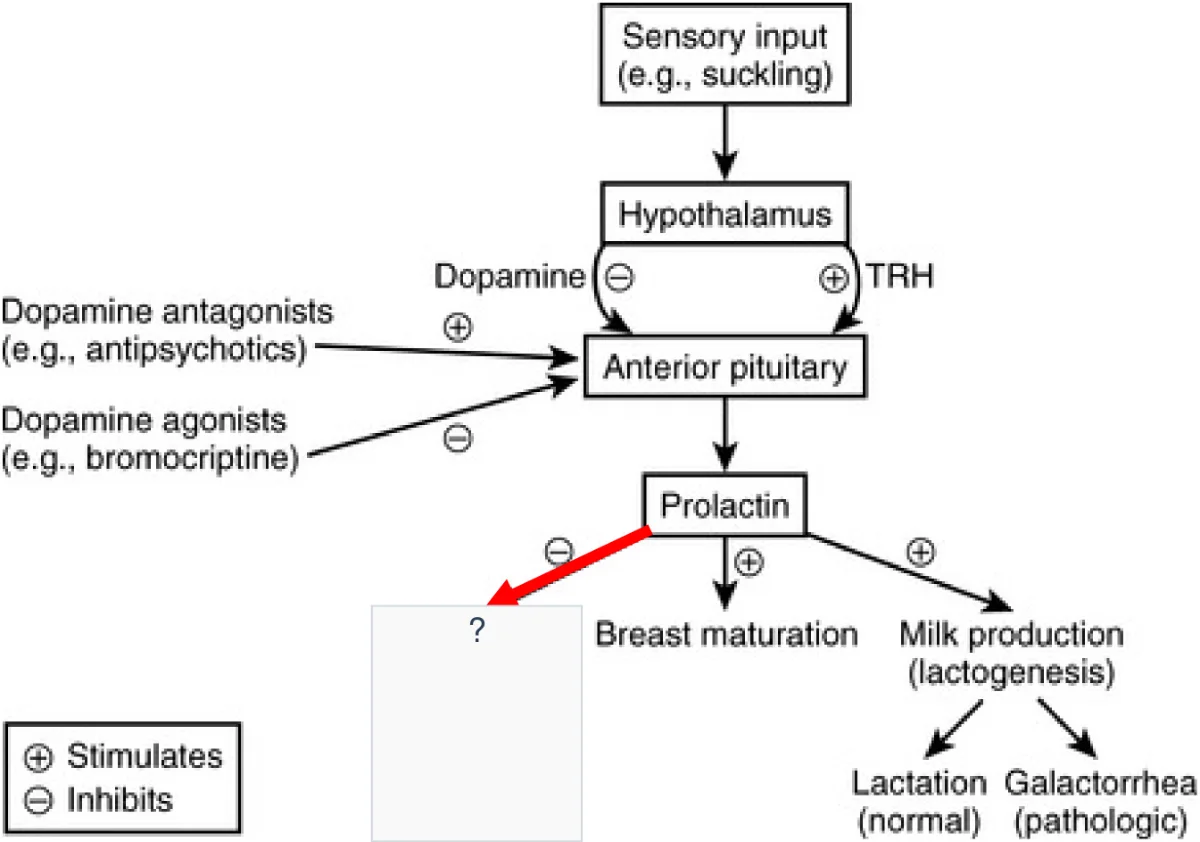 Sensory input
(e.g., suckling)
Hypothalamus
Dopamine
⊖
⊕
TRH
Dopamine antagonists
(e.g., antipsychotics)
⊕
Anterior pituitary
Dopamine agonists
(e.g., bromocriptine)
⊖
Prolactin
⊖
⊕
⊕
?
Breast maturation
Milk production
(lactogenesis)
Lactation
(normal)
Galactorrhea
(pathologic)
⊕ Stimulates
⊖ Inhibits